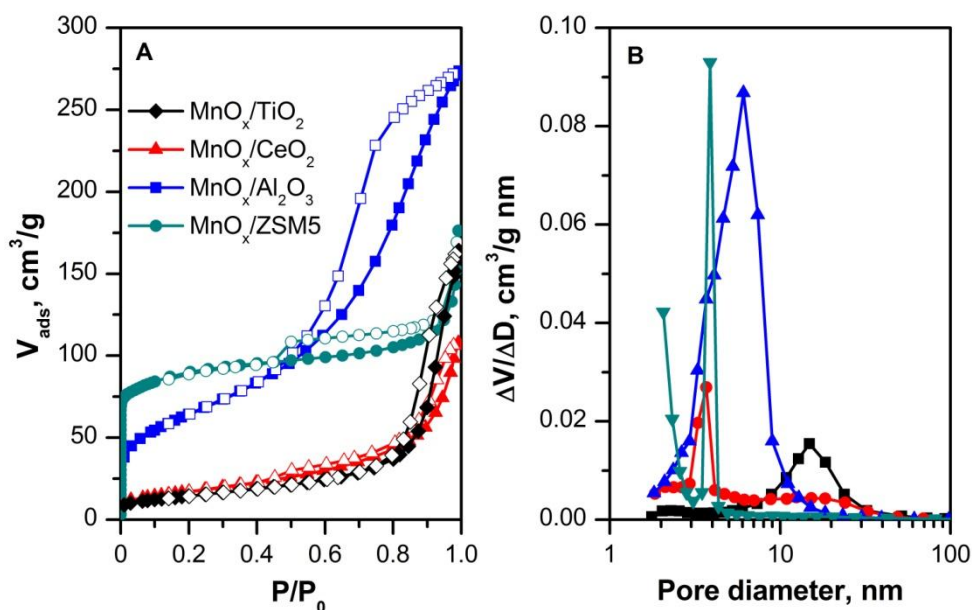 A
MnOₓ/TiO₂
MnOₓ/CeO₂
MnOₓ/Al₂O₃
MnOₓ/ZSM5
300
250
200
150
100
50
0
V_ads, cm³/g
0
0.2
0.4
0.6
0.8
1.0
P/P₀
B
0.10
0.08
0.06
0.04
0.02
0.00
ΔV/ΔD, cm³/g nm
1
10
100
Pore diameter, nm